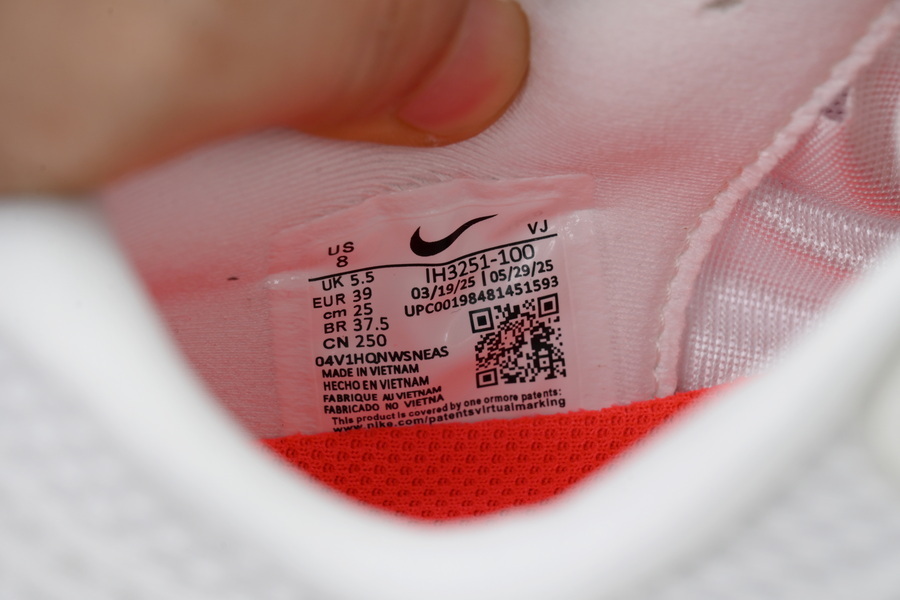 US
8
VJ
UK 5.5
EUR 39
cm 25
BR 37.5
CN 250
IH3251-100
03/19/25 | 05/29/25
UPC00198481451593
04V1HQNWSNEAS
MADE IN VIETNAM
HECHO EN VIETNAM
FABRIQUE AU VIETNAM
FABRICADO NO VIETNA
This product is covered by one ormore patents:
www.nike.com/patentsvirtualmarking